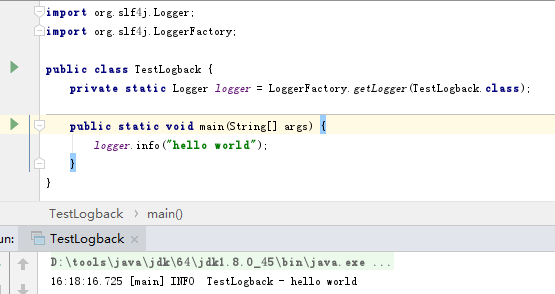 import org.slf4j.Logger;
import org.slf4j.LoggerFactory;
public class TestLogback {
private static Logger logger = LoggerFactory.getLogger(TestLogback.class);
public static void main(String[] args) {
logger.info("hello world");
}
}
TestLogback > main()
un: TestLogback ×
D:\tools\java\jdk\64\jdk1.8.0_45\bin\java.exe ...
16:18:16.725 [main] INFO  TestLogback - hello world